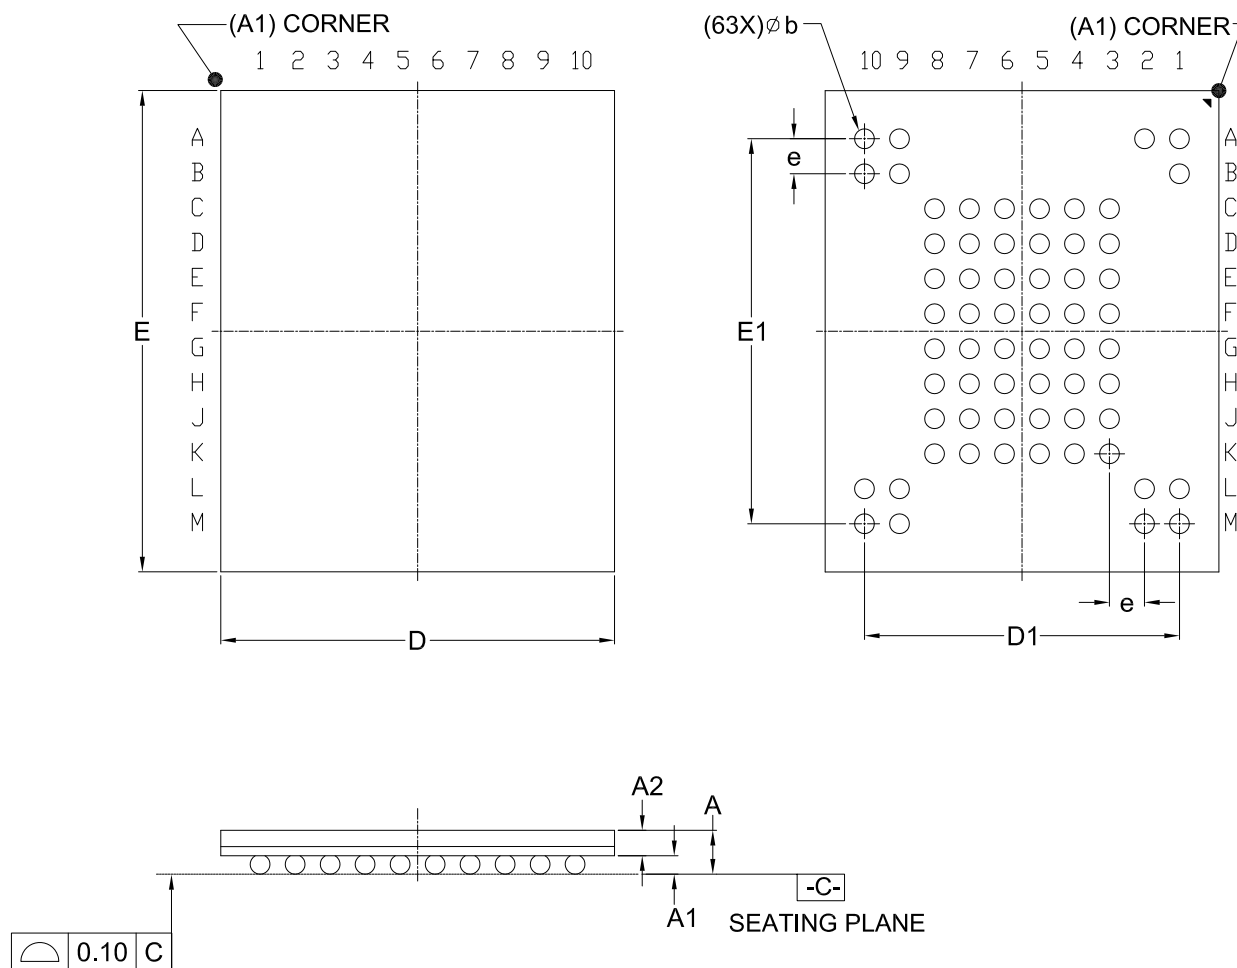 (A1) CORNER
1 2 3 4 5 6 7 8 9 10
A
B
C
D
E
F
G
H
J
K
L
M
E
D
(63X)⌀b
(A1) CORNER
10 9 8 7 6 5 4 3 2 1
A
B
C
D
E
F
G
H
J
K
L
M
e
E1
e
D1
A2
A
A1
-C-
SEATING PLANE
0.10 C